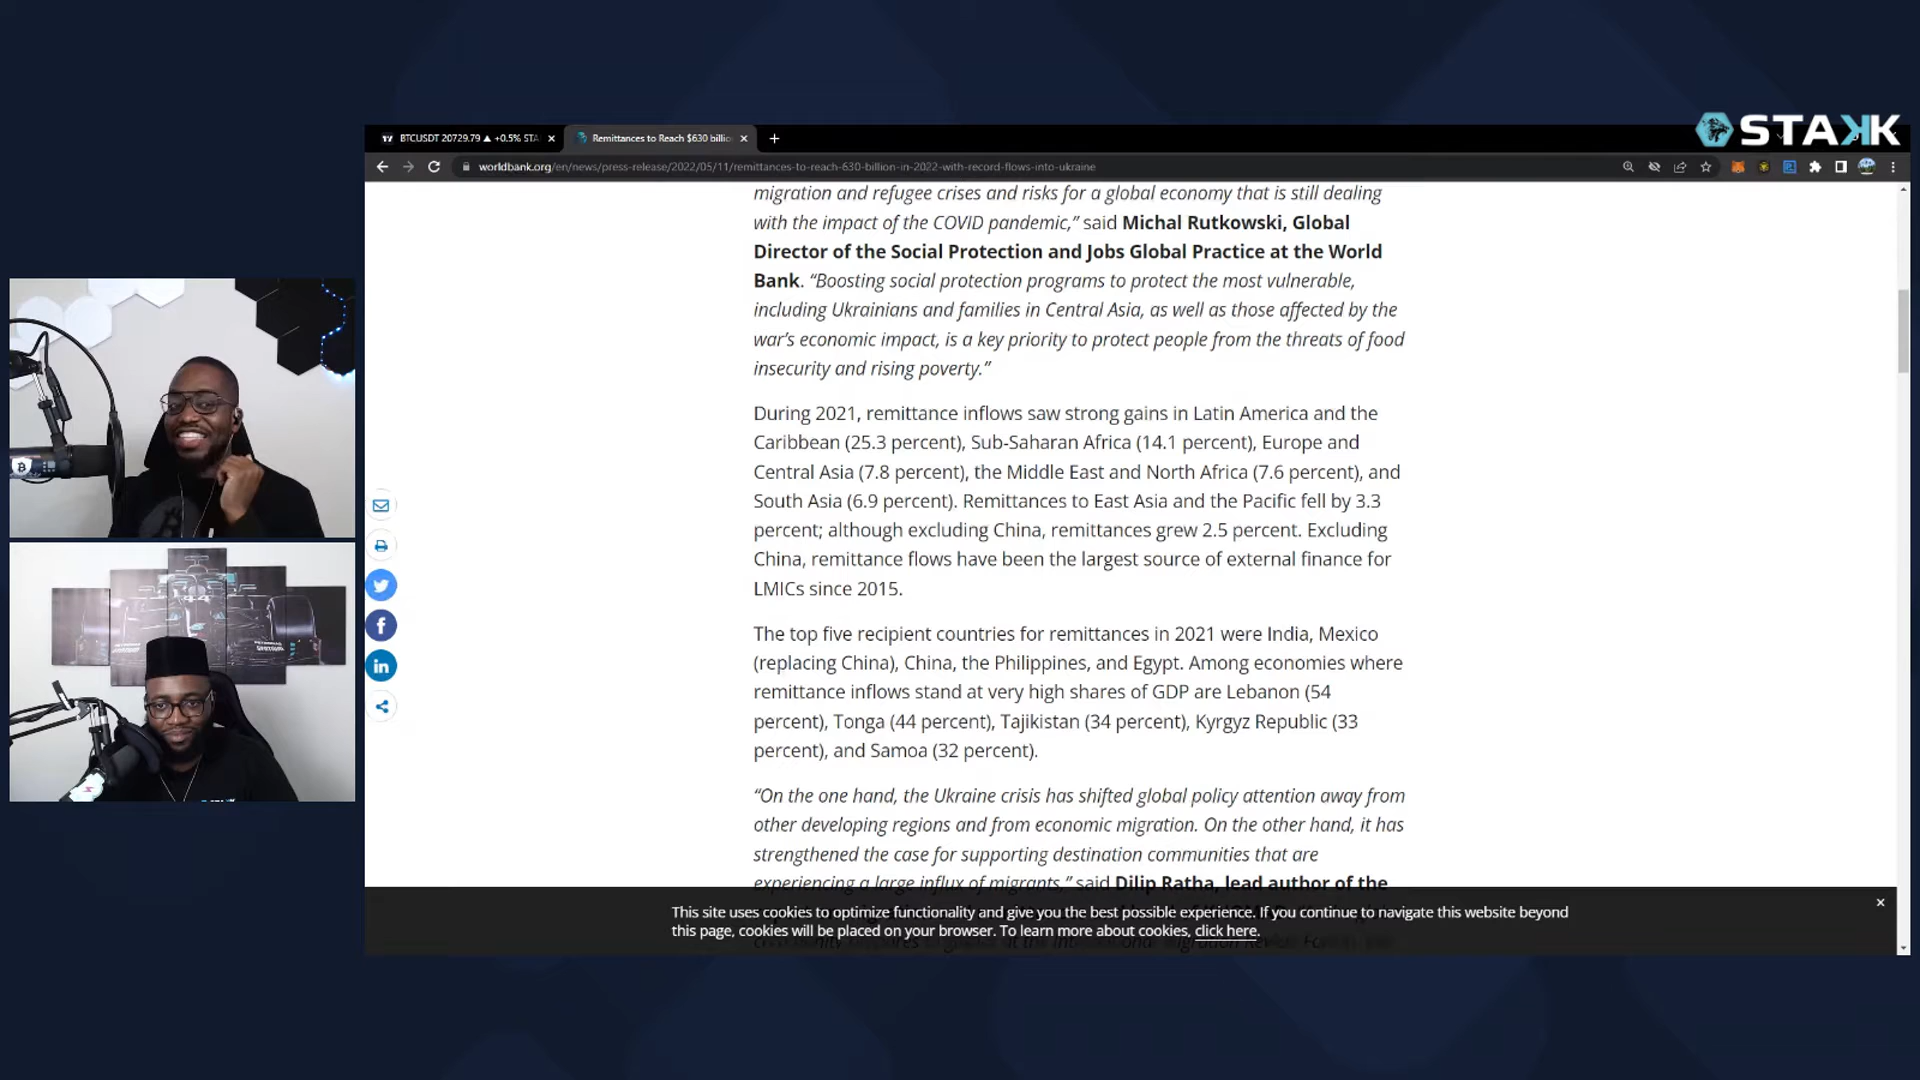 STAKK
BTCUSDT 20729.79 ▲ +0.5% STA
Remittances to Reach $630 billio
worldbank.org/en/news/press-release/2022/05/11/remittances-to-reach-630-billion-in-2022-with-record-flows-into-ukraine
migration and refugee crises and risks for a global economy that is still dealing
with the impact of the COVID pandemic,” said Michal Rutkowski, Global
Director of the Social Protection and Jobs Global Practice at the World
Bank. “Boosting social protection programs to protect the most vulnerable,
including Ukrainians and families in Central Asia, as well as those affected by the
war’s economic impact, is a key priority to protect people from the threats of food
insecurity and rising poverty.”
During 2021, remittance inflows saw strong gains in Latin America and the
Caribbean (25.3 percent), Sub-Saharan Africa (14.1 percent), Europe and
Central Asia (7.8 percent), the Middle East and North Africa (7.6 percent), and
South Asia (6.9 percent). Remittances to East Asia and the Pacific fell by 3.3
percent; although excluding China, remittances grew 2.5 percent. Excluding
China, remittance flows have been the largest source of external finance for
LMICs since 2015.
The top five recipient countries for remittances in 2021 were India, Mexico
(replacing China), China, the Philippines, and Egypt. Among economies where
remittance inflows stand at very high shares of GDP are Lebanon (54
percent), Tonga (44 percent), Tajikistan (34 percent), Kyrgyz Republic (33
percent), and Samoa (32 percent).
“On the one hand, the Ukraine crisis has shifted global policy attention away from
other developing regions and from economic migration. On the other hand, it has
strengthened the case for supporting destination communities that are
experiencing a large influx of migrants,” said Dilip Ratha, lead author of the
This site uses cookies to optimize functionality and give you the best possible experience. If you continue to navigate this website beyond
this page, cookies will be placed on your browser. To learn more about cookies, click here.